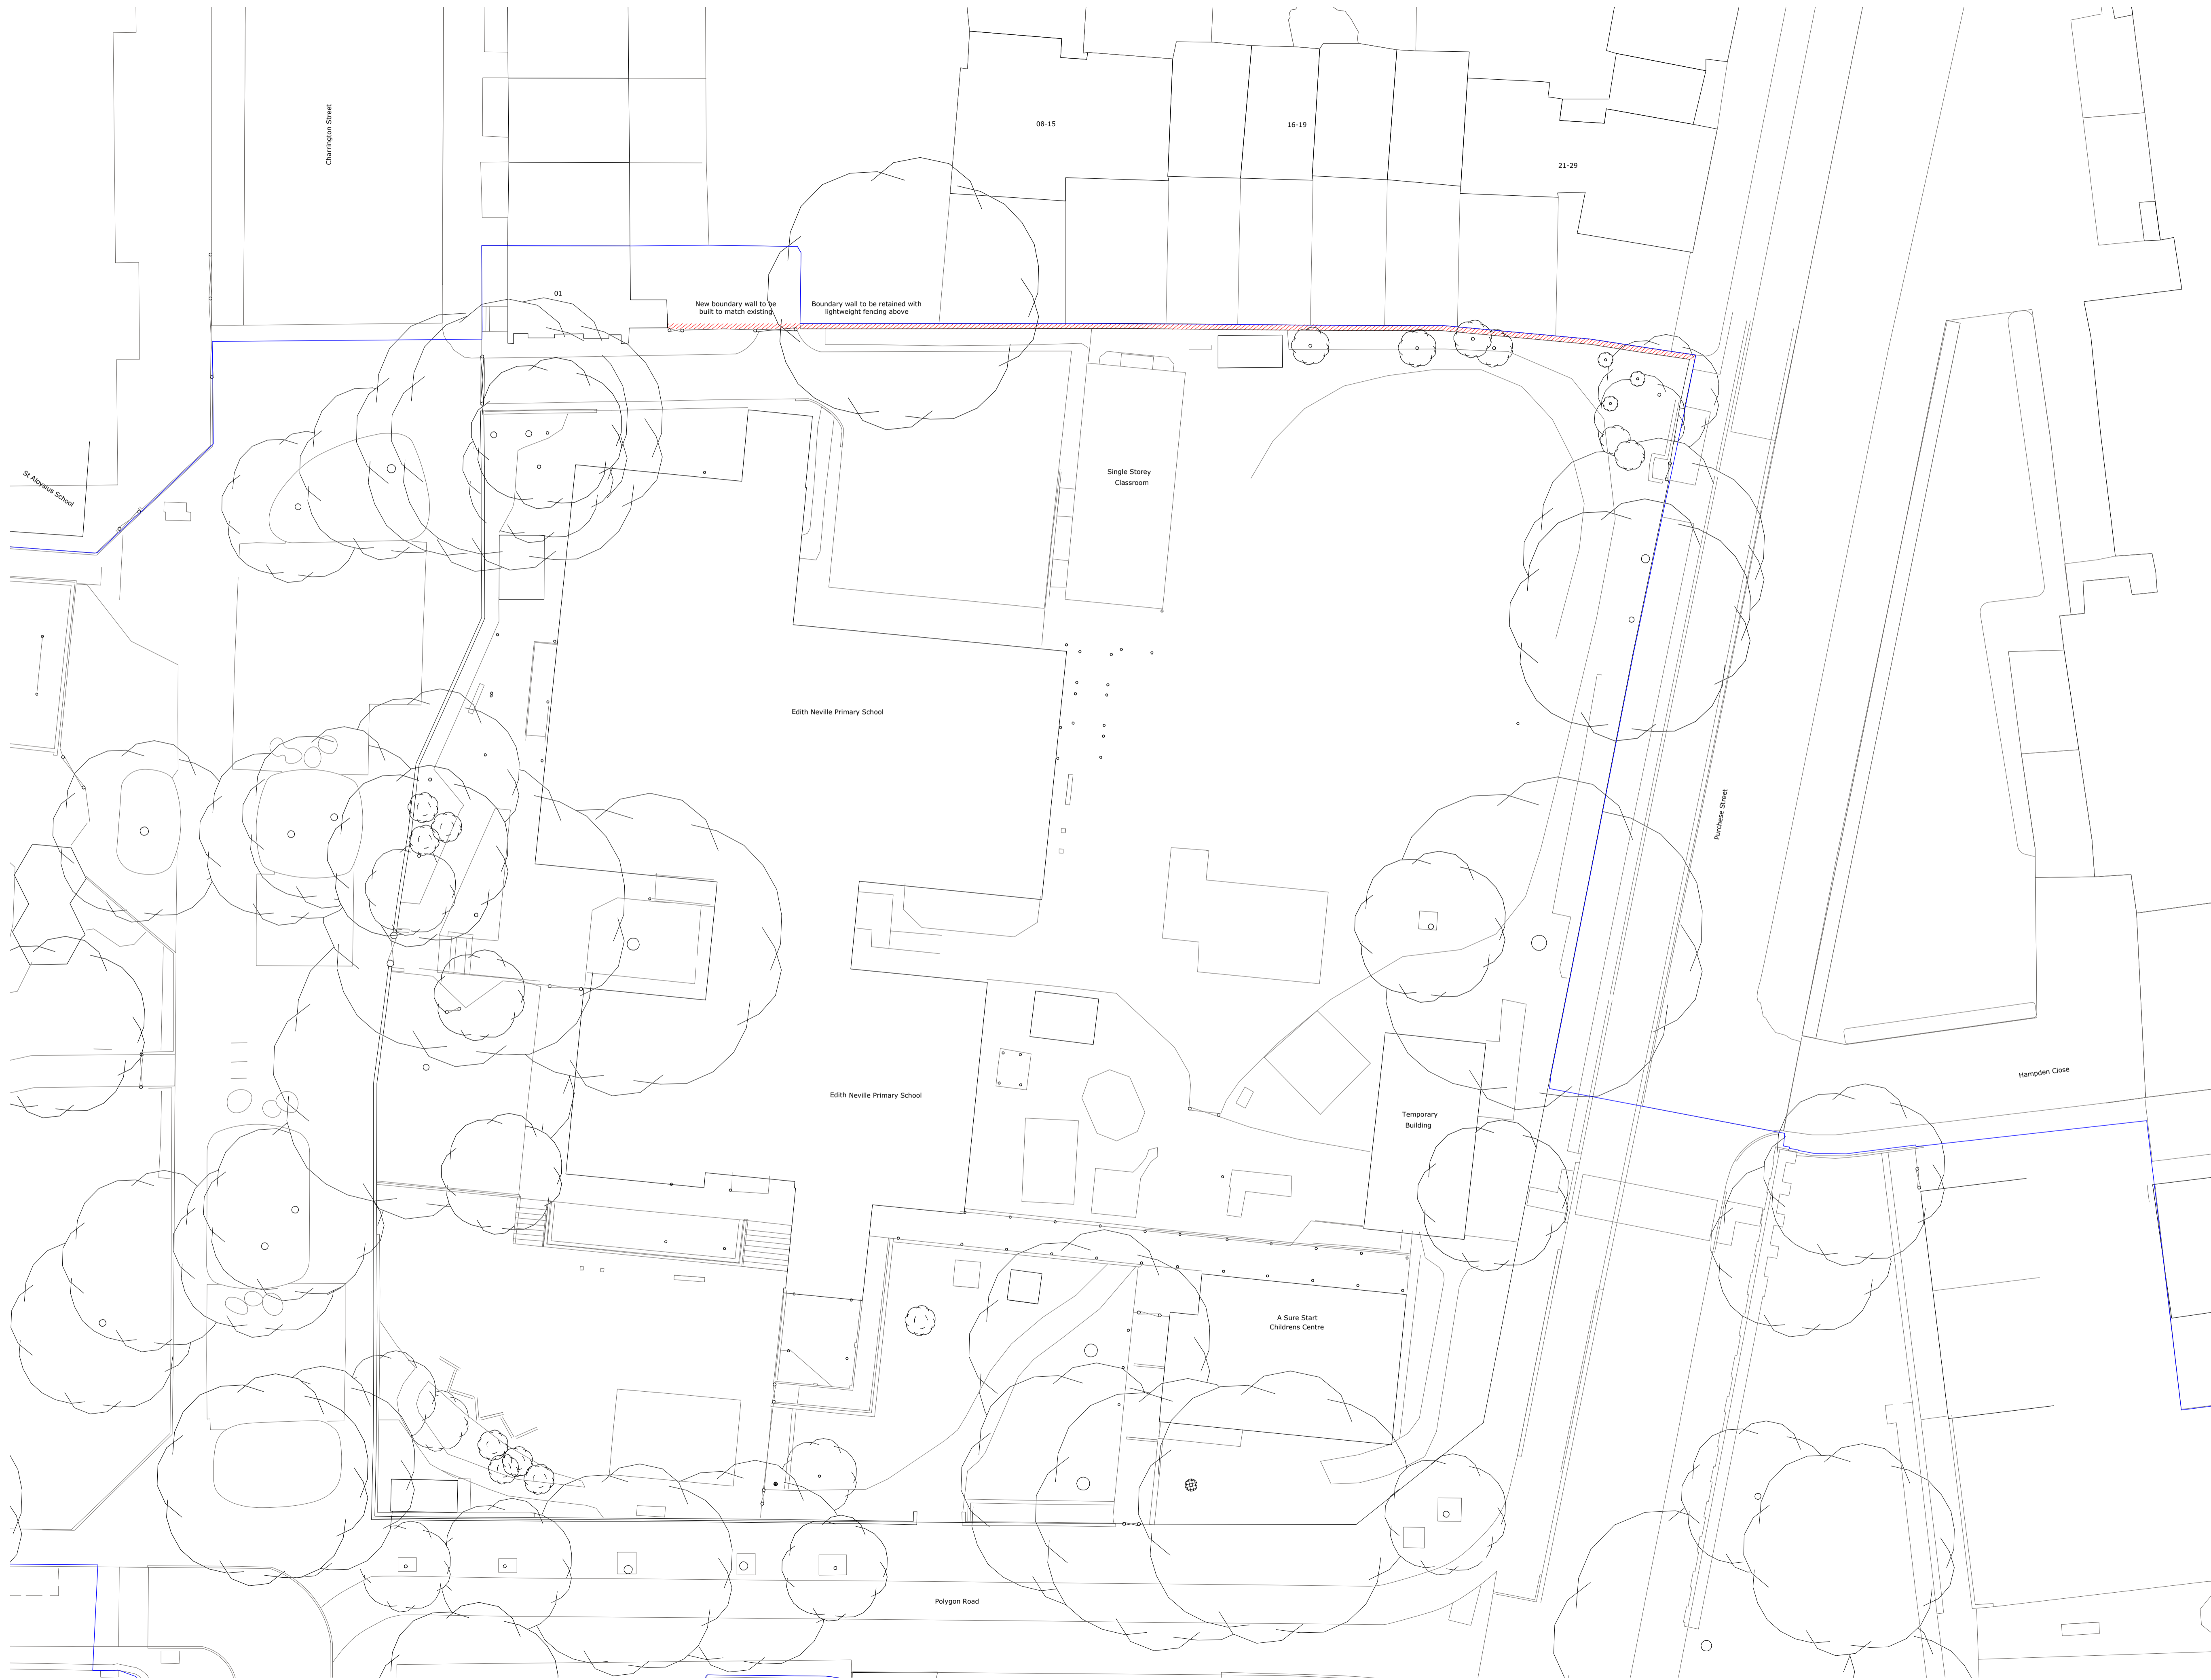 Charrington Street
08-15
16-19
21-29
01
New boundary wall to be
built to match existing
Boundary wall to be retained with
lightweight fencing above
St Aloysius School
Single Storey
Classroom
Edith Neville Primary School
Purchese Street
Hampden Close
Edith Neville Primary School
Temporary
Building
A Sure Start
Childrens Centre
Polygon Road